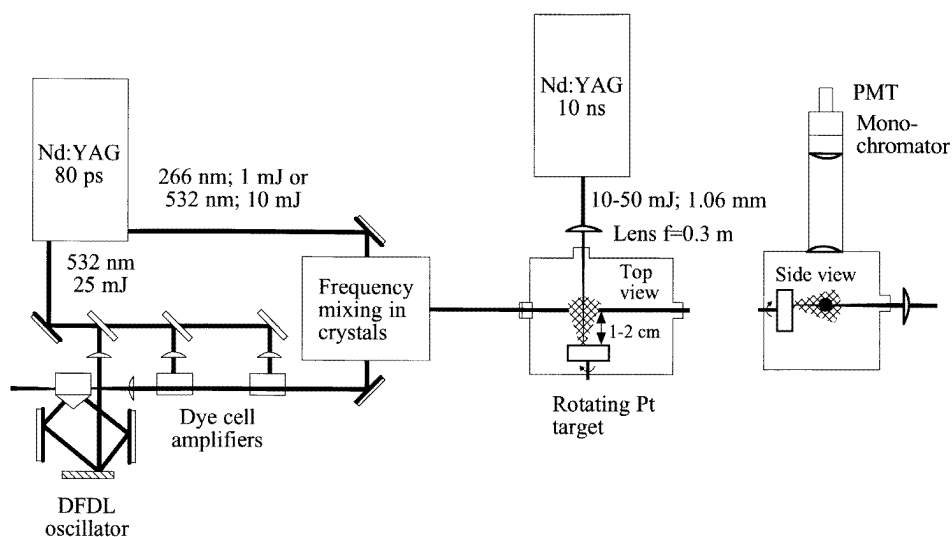 Nd:YAG
80 ps
266 nm; 1 mJ or
532 nm; 10 mJ
532 nm
25 mJ
Frequency
mixing in
crystals
Dye cell
amplifiers
DFDL
oscillator
Nd:YAG
10 ns
10-50 mJ; 1.06 mm
Lens f=0.3 m
Top
view
1-2 cm
Rotating Pt
target
PMT
Mono-
chromator
Side view